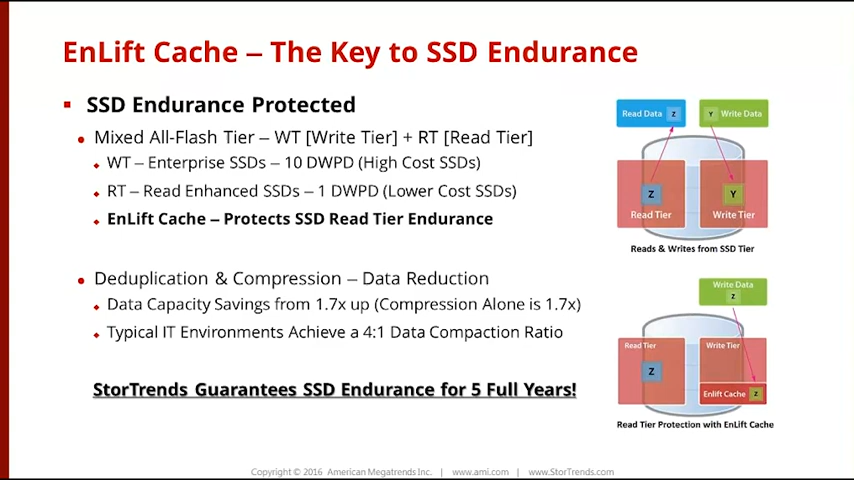 EnLift Cache – The Key to SSD Endurance
SSD Endurance Protected
Mixed All-Flash Tier – WT [Write Tier] + RT [Read Tier]
WT – Enterprise SSDs – 10 DWPD (High Cost SSDs)
RT – Read Enhanced SSDs – 1 DWPD (Lower Cost SSDs)
EnLift Cache – Protects SSD Read Tier Endurance
Deduplication & Compression – Data Reduction
Data Capacity Savings from 1.7x up (Compression Alone is 1.7x)
Typical IT Environments Achieve a 4:1 Data Compaction Ratio
StorTrends Guarantees SSD Endurance for 5 Full Years!
Read Data Z
Y Write Data
Z
Y
Read Tier
Write Tier
Reads & Writes from SSD Tier
Write Data
Z
Read Tier
Write Tier
Z
Enlift Cache Z
Read Tier Protection with EnLift Cache
Copyright © 2016 American Megatrends Inc. | www.ami.com | www.StorTrends.com